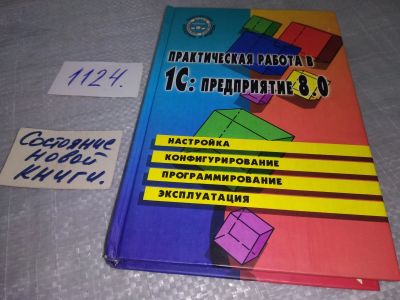 1124.
Состояние
новой
книги.
ПРАКТИЧЕСКАЯ РАБОТА В
1С: ПРЕДПРИЯТИЕ 8.0
НАСТРОЙКА
КОНФИГУРИРОВАНИЕ
ПРОГРАММИРОВАНИЕ
ЭКСПЛУАТАЦИЯ